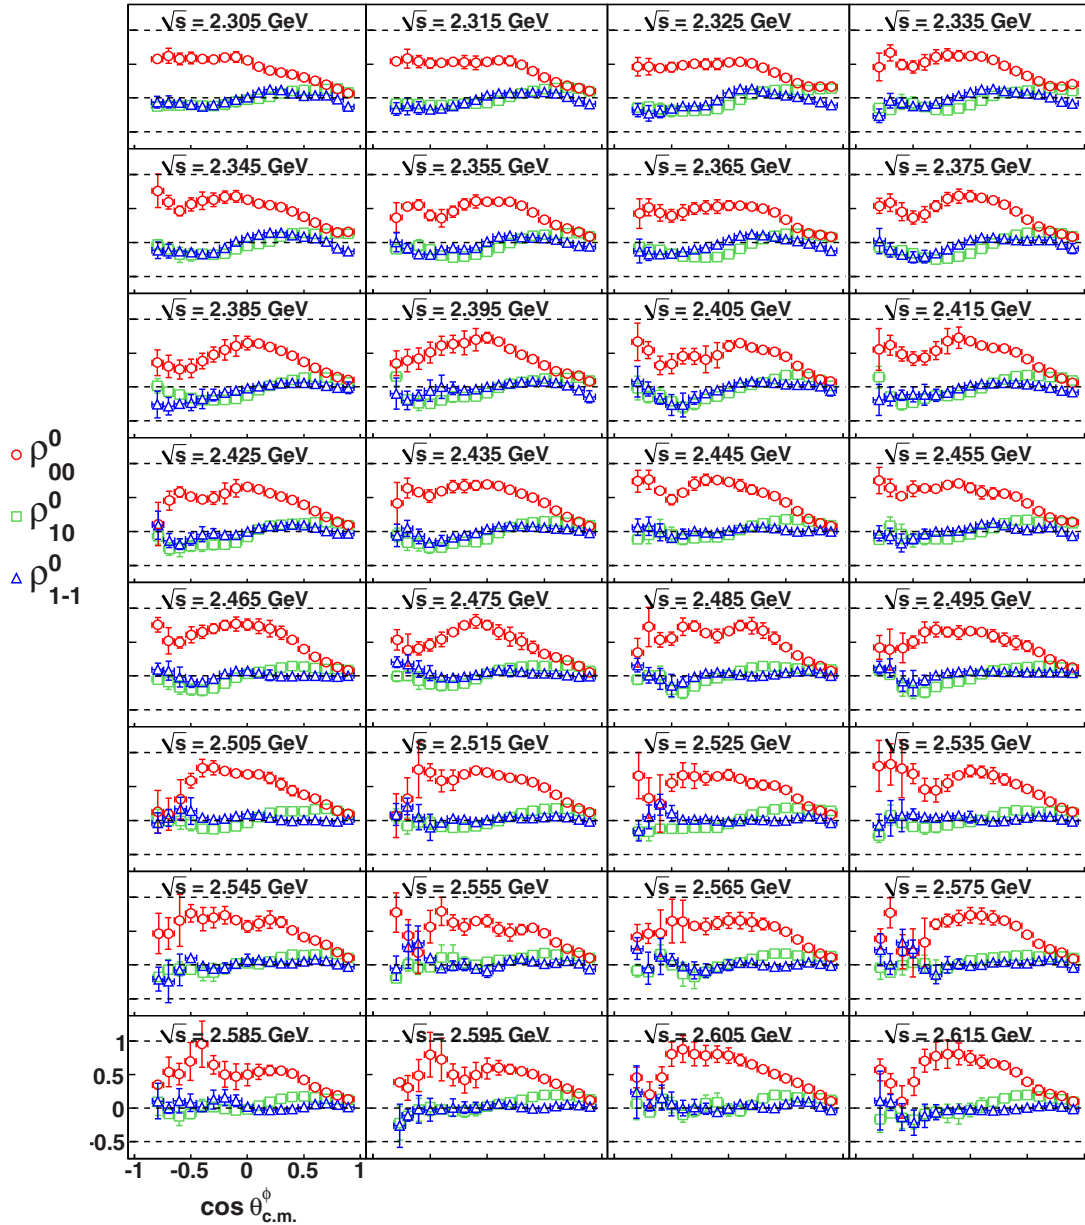 √s = 2.305 GeV √s = 2.315 GeV √s = 2.325 GeV √s = 2.335 GeV
√s = 2.345 GeV √s = 2.355 GeV √s = 2.365 GeV √s = 2.375 GeV
√s = 2.385 GeV √s = 2.395 GeV √s = 2.405 GeV √s = 2.415 GeV
√s = 2.425 GeV √s = 2.435 GeV √s = 2.445 GeV √s = 2.455 GeV
ρ⁰₀₀
ρ⁰₁₀
ρ⁰₁₋₁
√s = 2.465 GeV √s = 2.475 GeV √s = 2.485 GeV √s = 2.495 GeV
√s = 2.505 GeV √s = 2.515 GeV √s = 2.525 GeV √s = 2.535 GeV
√s = 2.545 GeV √s = 2.555 GeV √s = 2.565 GeV √s = 2.575 GeV
√s = 2.585 GeV √s = 2.595 GeV √s = 2.605 GeV √s = 2.615 GeV
1
0.5
0
-0.5
-1 -0.5 0 0.5 1
cos θ^ϕ_c.m.